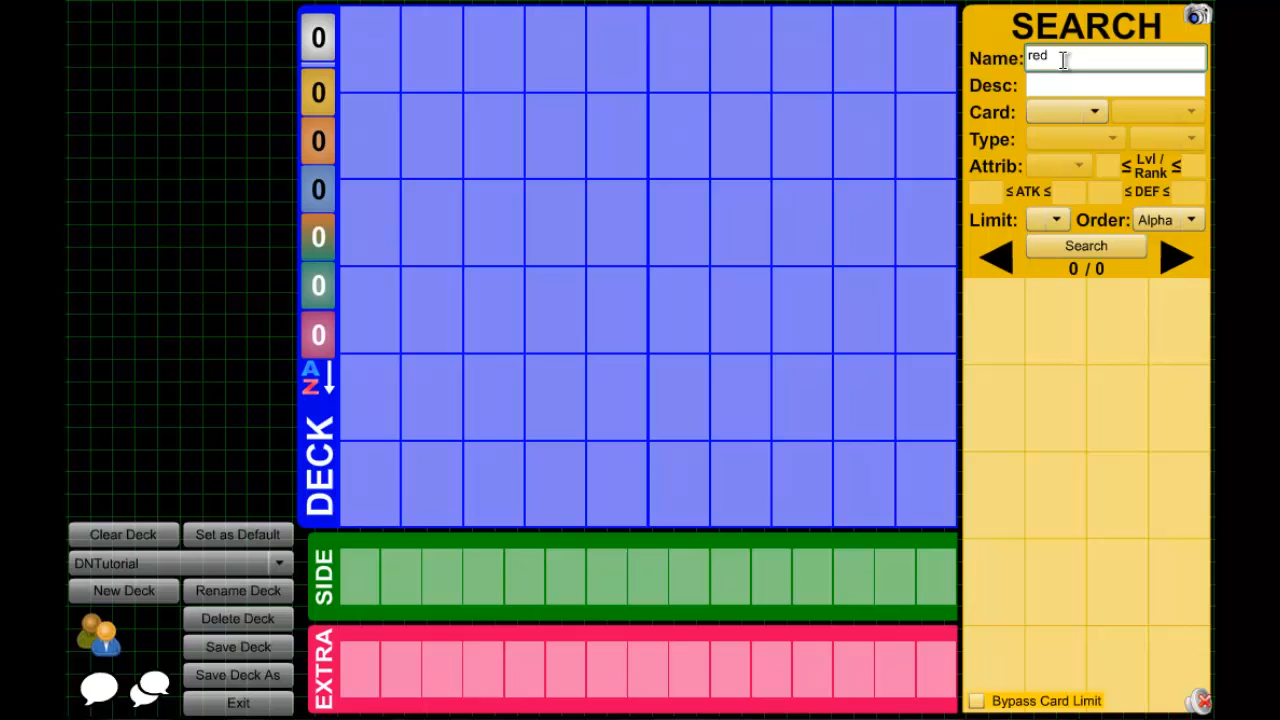 0
0
0
0
0
0
0
A
Z
DECK
SIDE
EXTRA
Clear Deck
Set as Default
DNTutorial
New Deck
Rename Deck
Delete Deck
Save Deck
Save Deck As
Exit
SEARCH
Name: red
Desc:
Card:
Type:
Attrib: ≤ Lvl / Rank ≤
≤ ATK ≤ ≤ DEF ≤
Limit: Order: Alpha
Search
0 / 0
Bypass Card Limit